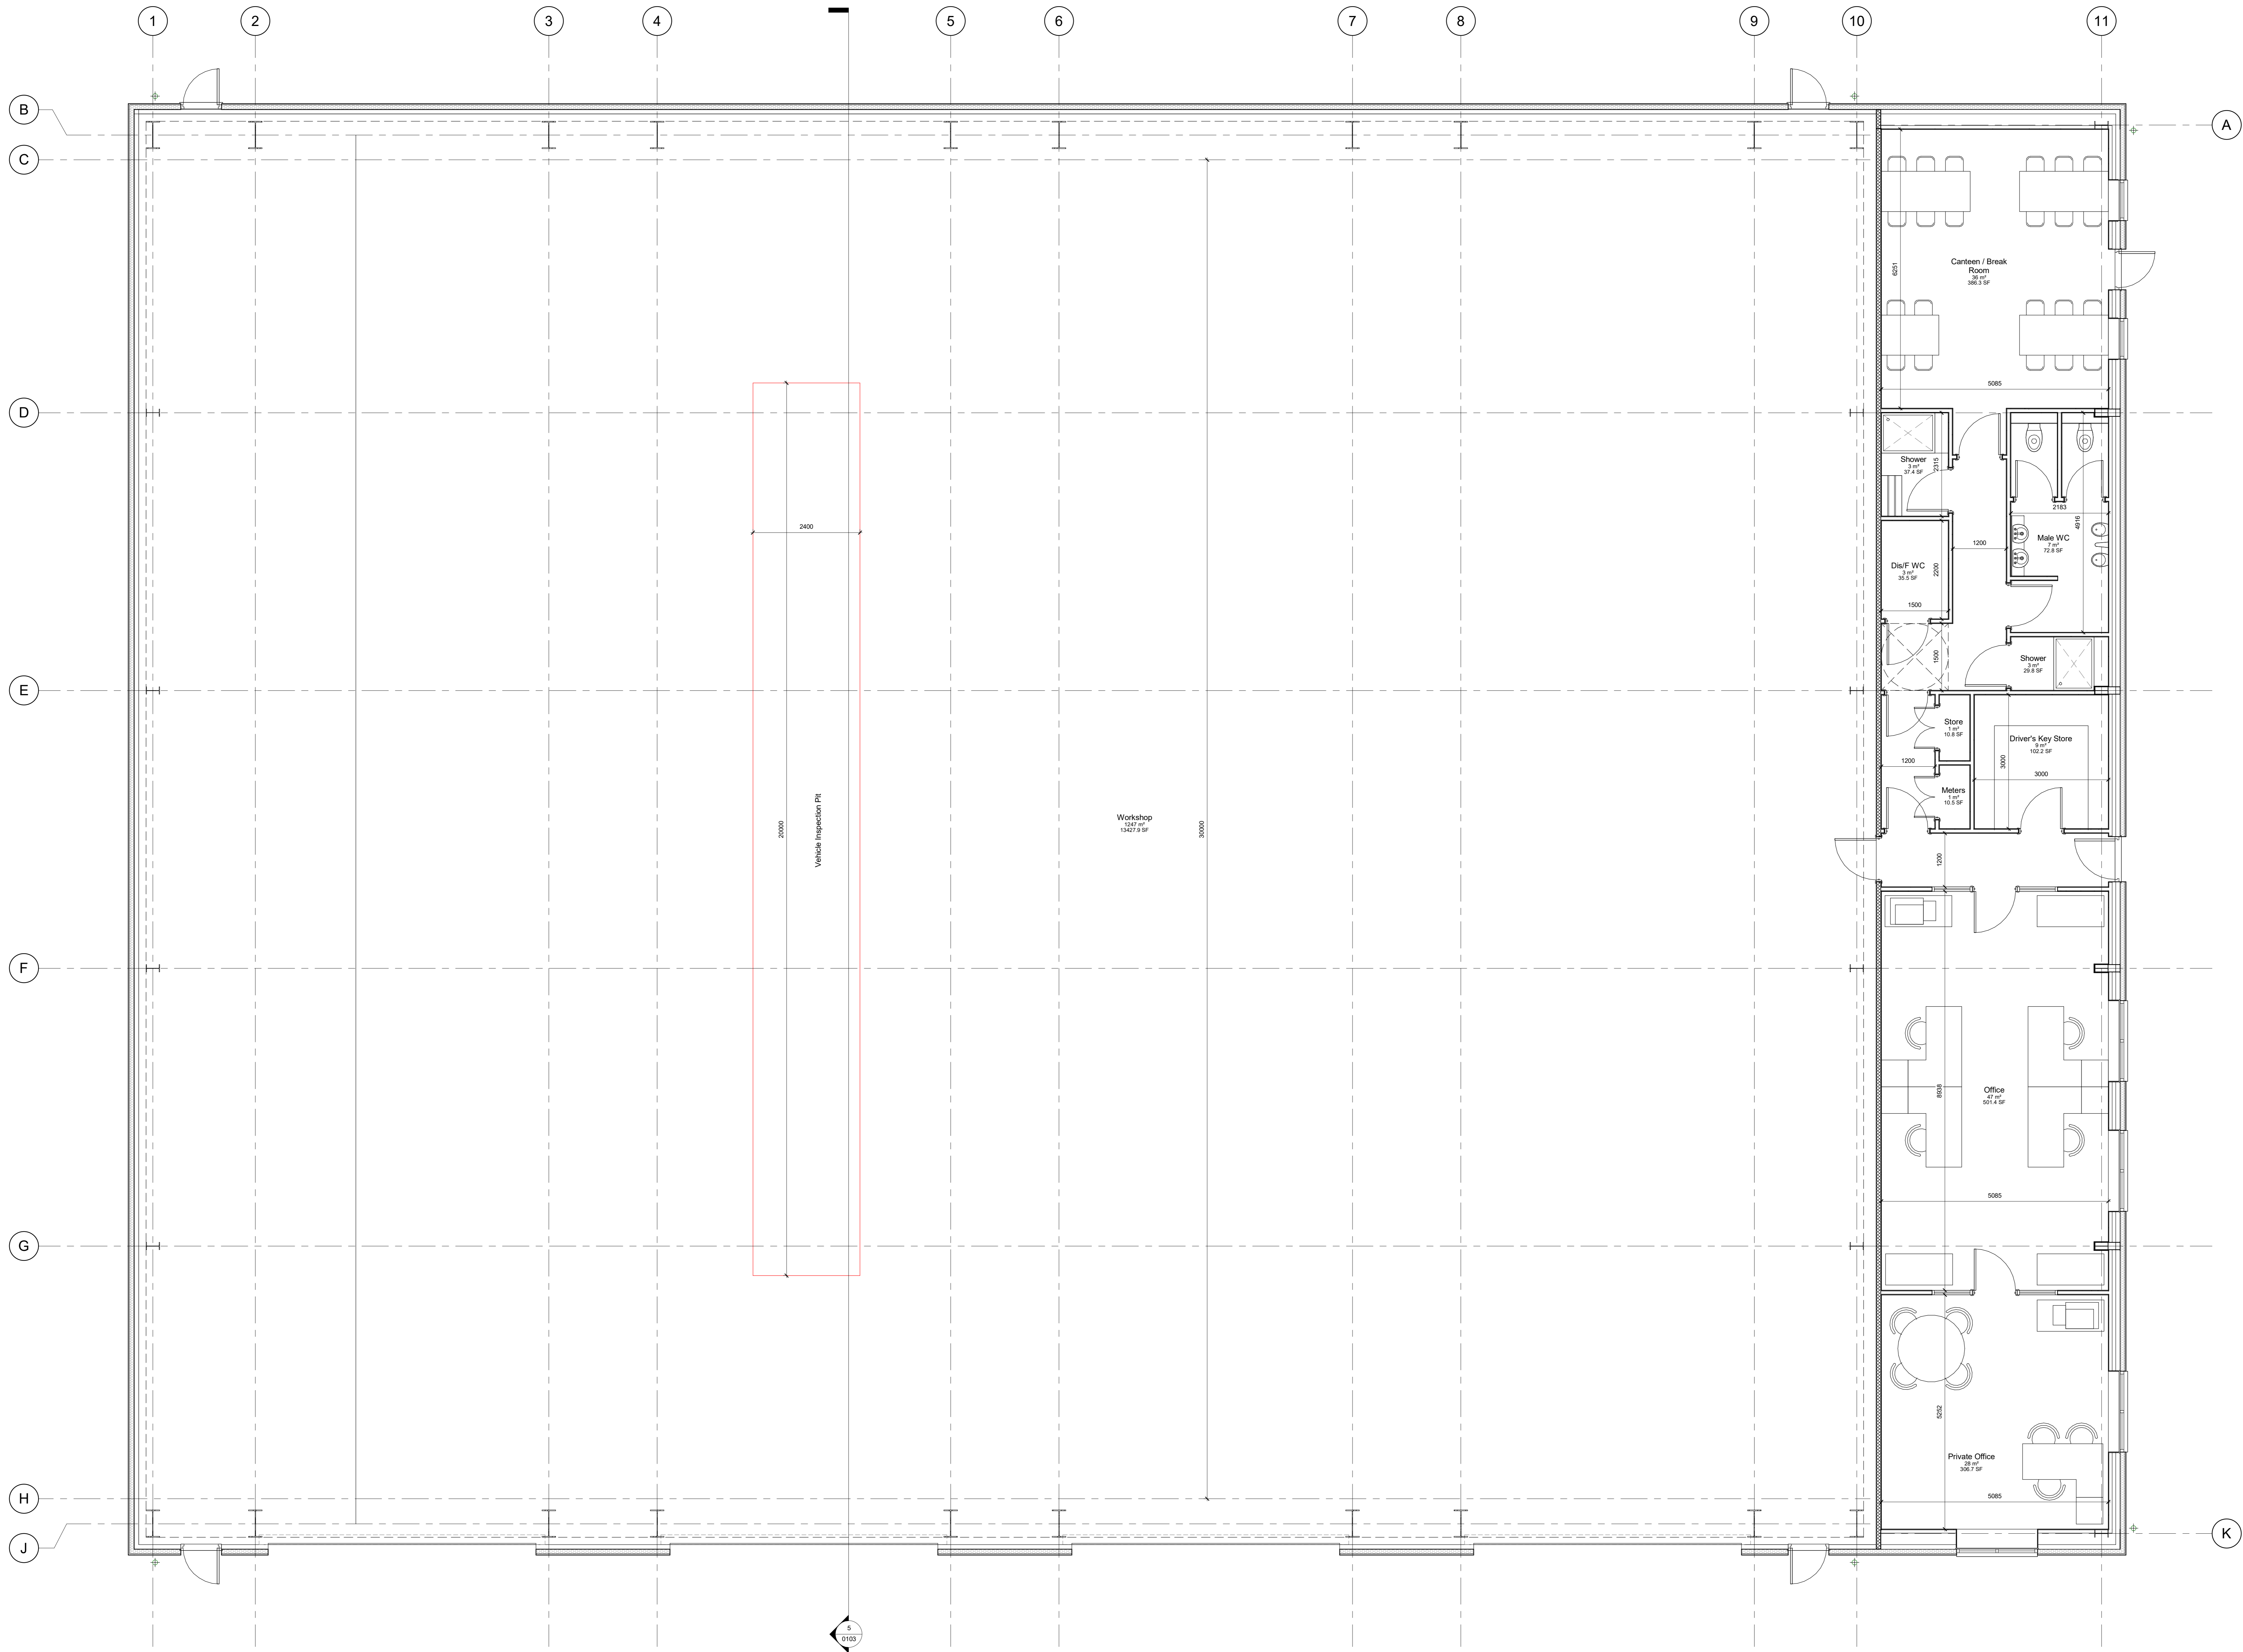 1
2
3
4
5
6
7
8
9
10
11
B
A
C
Canteen / Break
Room
36 m²
386.3 SF
6251
5085
D
Shower
3 m²
37.4 SF
2315
2183
4916
2400
Male WC
7 m²
72.8 SF
1200
Dis/F WC
3 m²
35.5 SF
2200
1500
1500
Shower
3 m²
29.8 SF
E
Store
1 m²
10.8 SF
Driver's Key Store
9 m²
102.2 SF
1200
3000
3000
Meters
1 m²
10.5 SF
20000
Vehicle Inspection Pit
Workshop
1247 m²
13427.9 SF
30000
1200
F
8938
Office
47 m²
501.4 SF
5085
G
5252
Private Office
28 m²
306.7 SF
5085
H
J
K
5
0103